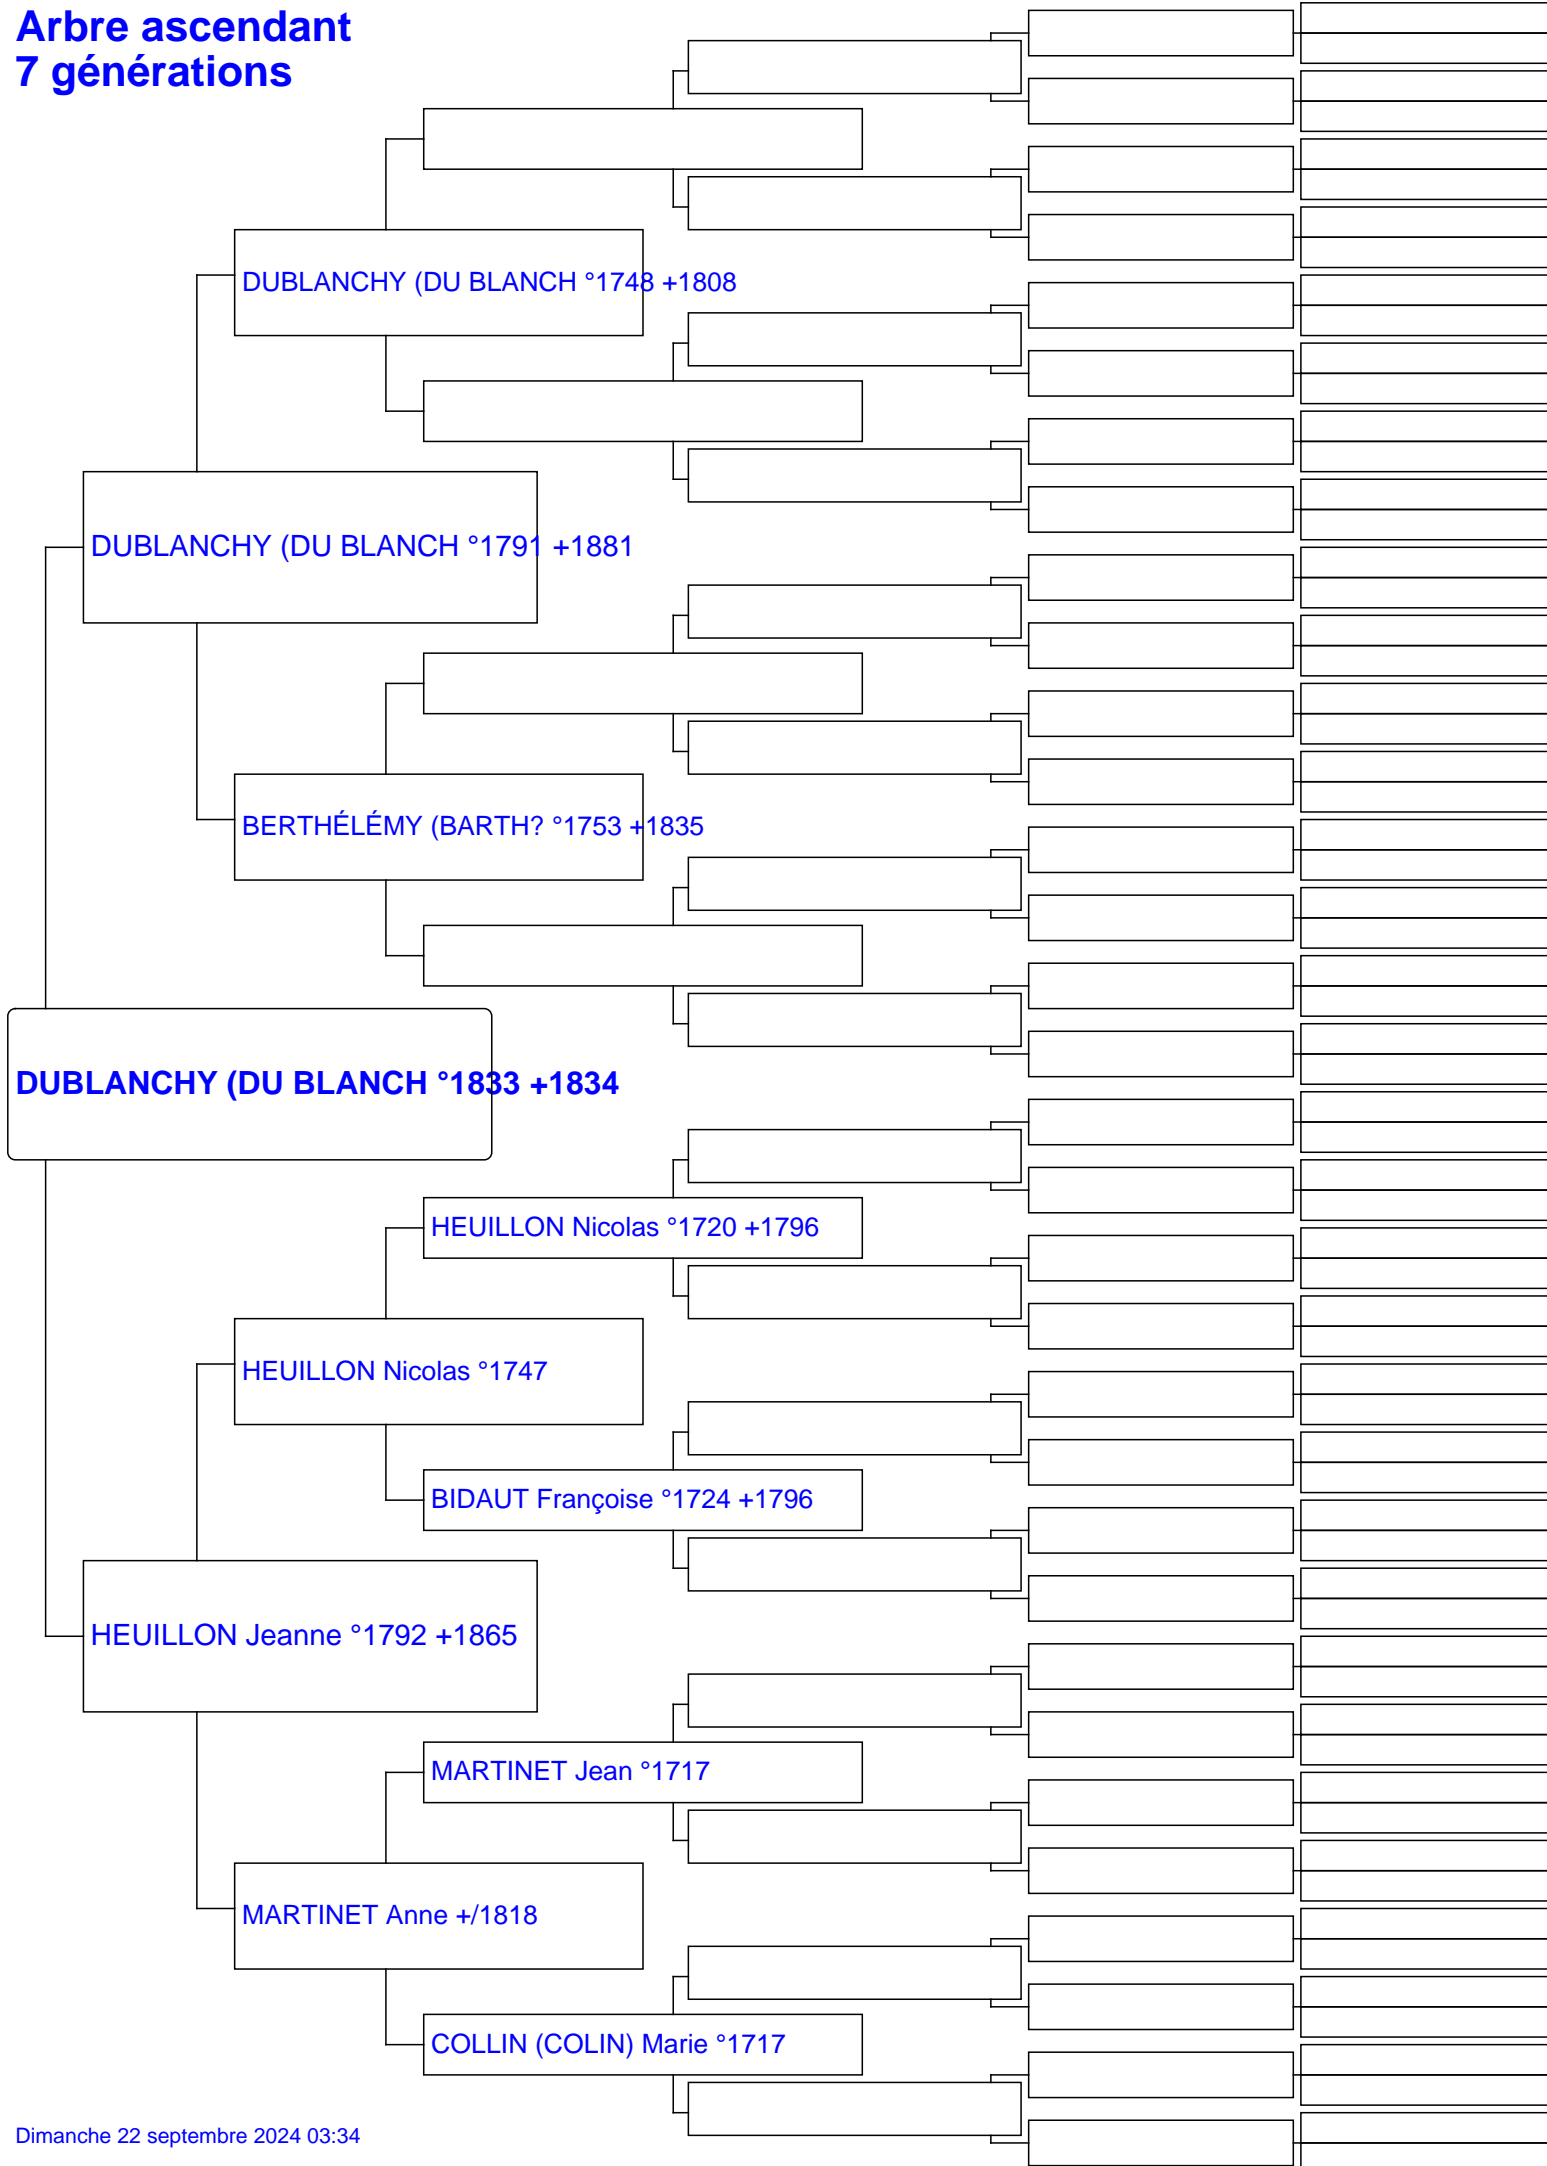 Arbre ascendant
7 générations
DUBLANCHY (DU BLANCH °1748 +1808
DUBLANCHY (DU BLANCH °1791 +1881
BERTHÉLÉMY (BARTH? °1753 +1835
DUBLANCHY (DU BLANCH °1833 +1834
HEUILLON Nicolas °1720 +1796
HEUILLON Nicolas °1747
BIDAUT Françoise °1724 +1796
HEUILLON Jeanne °1792 +1865
MARTINET Jean °1717
MARTINET Anne +/1818
COLLIN (COLIN) Marie °1717
Dimanche 22 septembre 2024 03:34